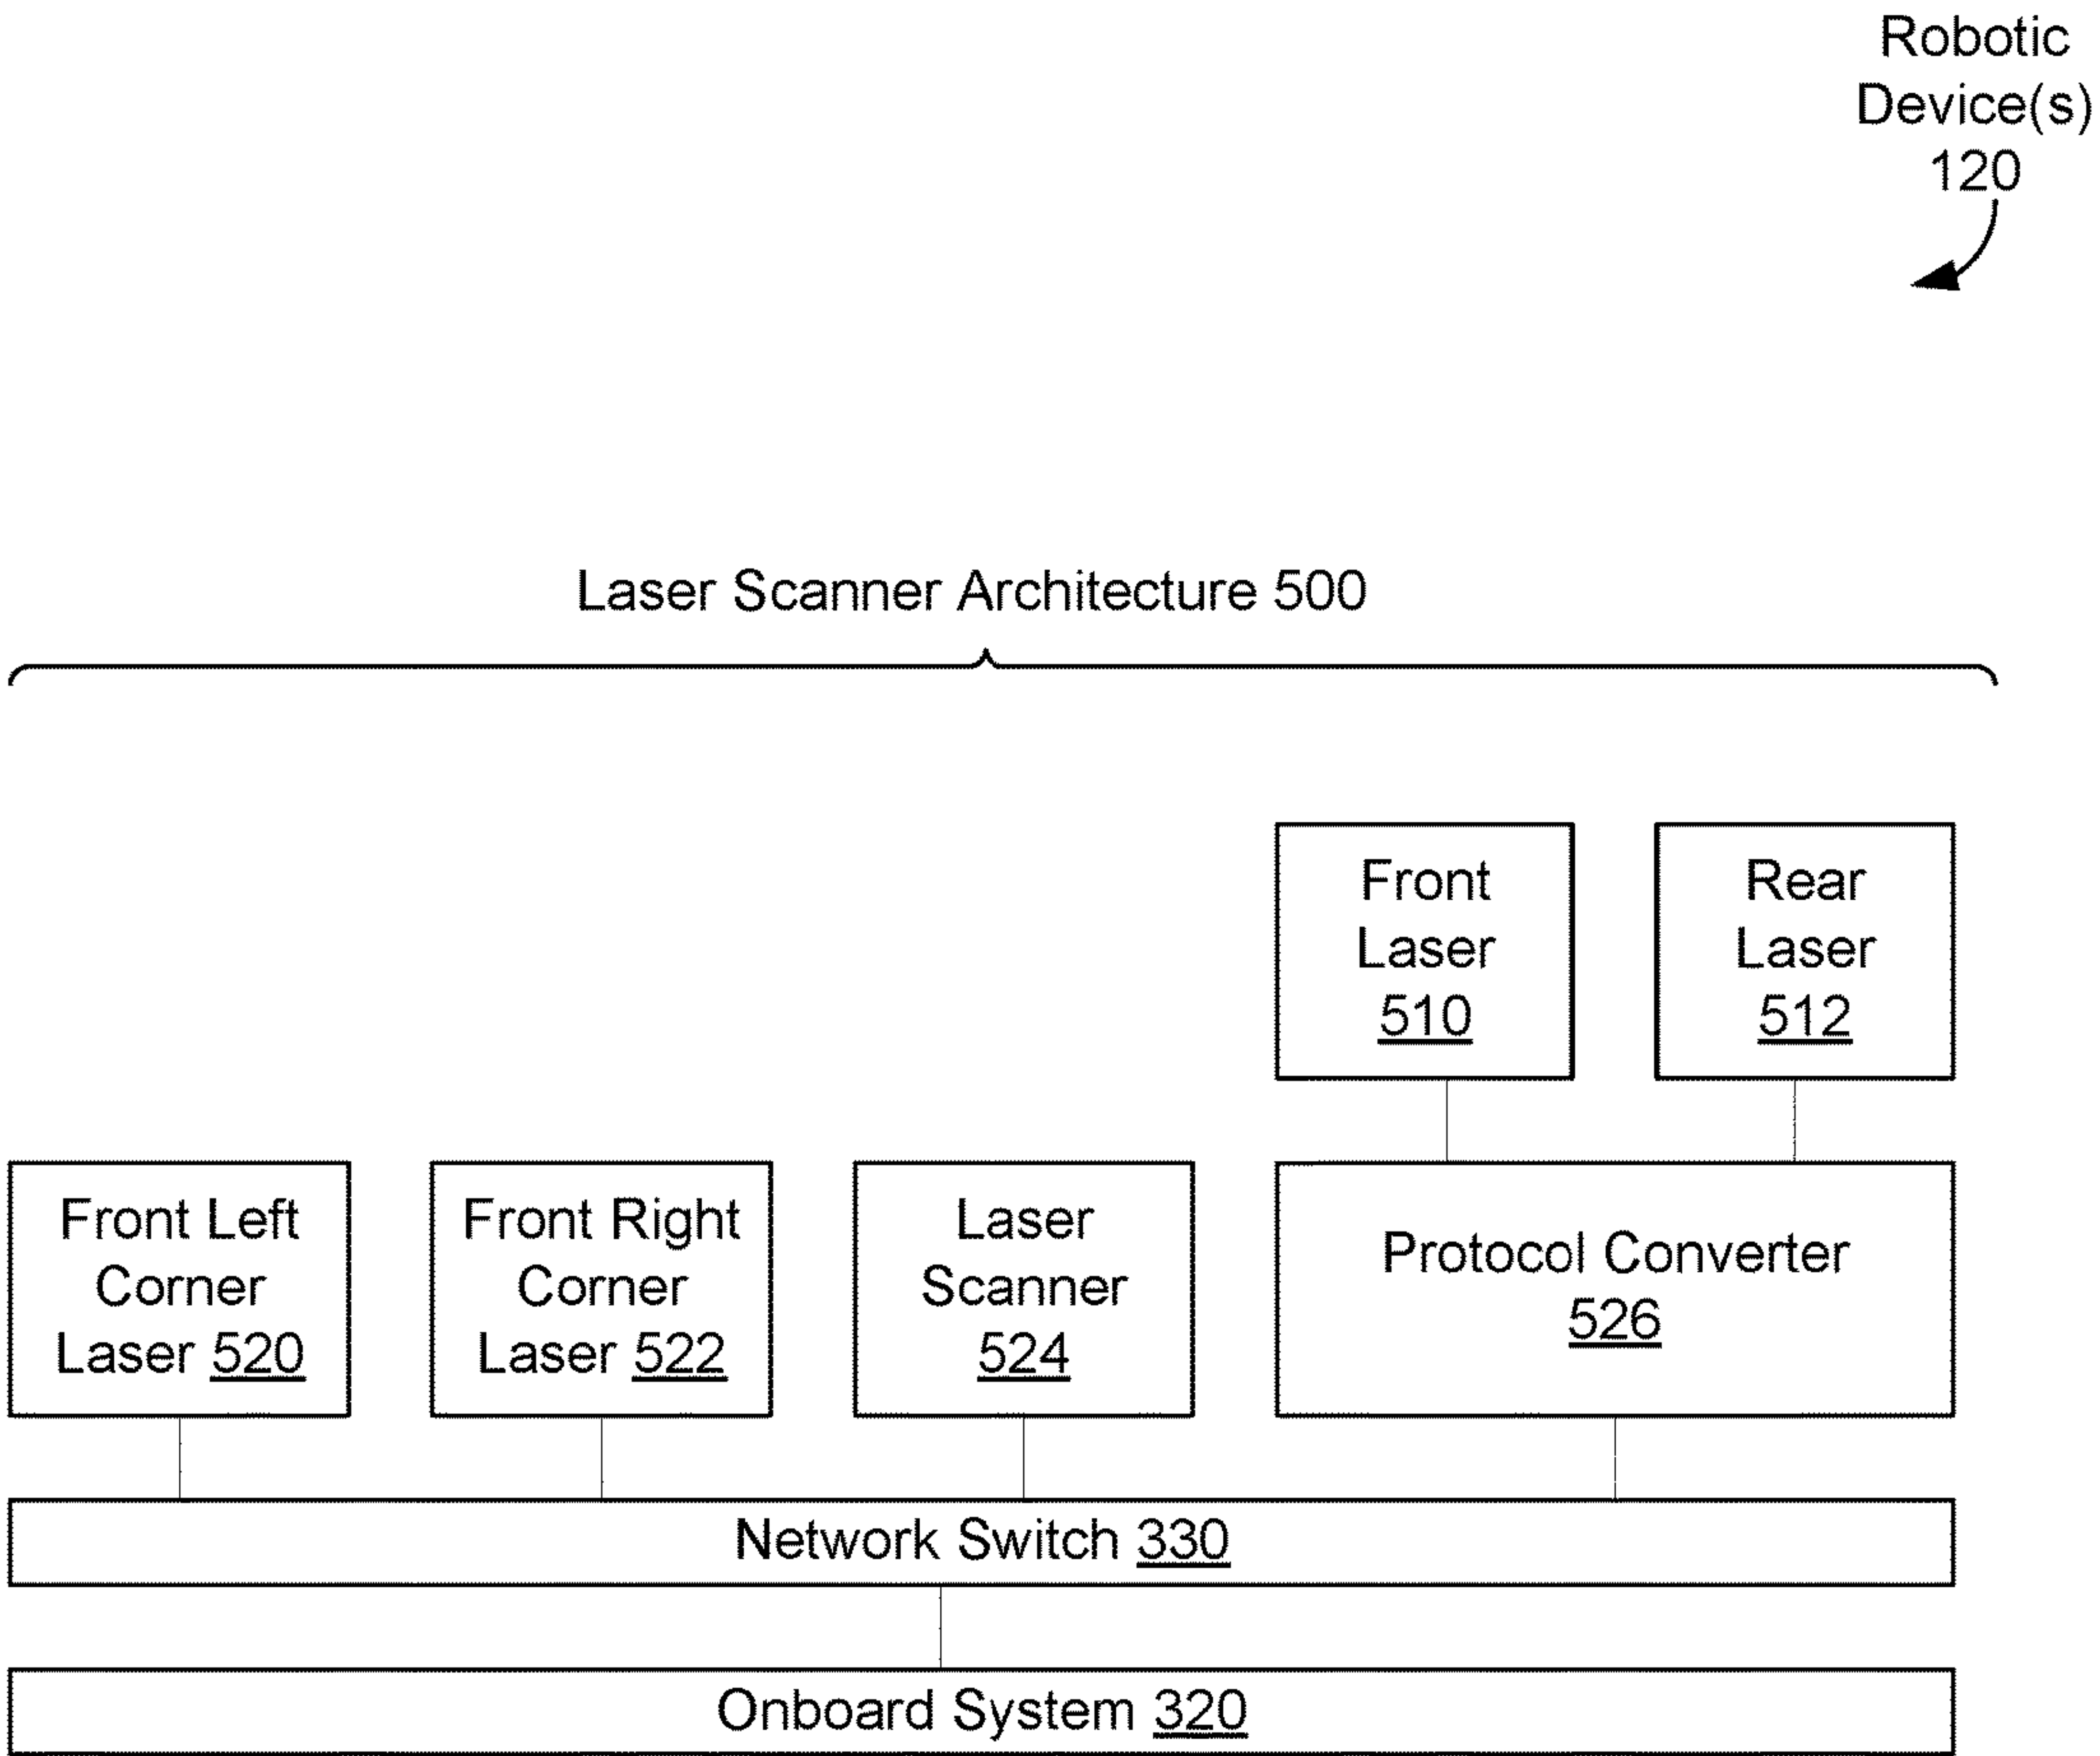 Robotic
Device(s)
120
Laser Scanner Architecture 500
Front
Laser
510
Rear
Laser
512
Front Left
Corner
Laser 520
Front Right
Corner
Laser 522
Laser
Scanner
524
Protocol Converter
526
Network Switch 330
Onboard System 320